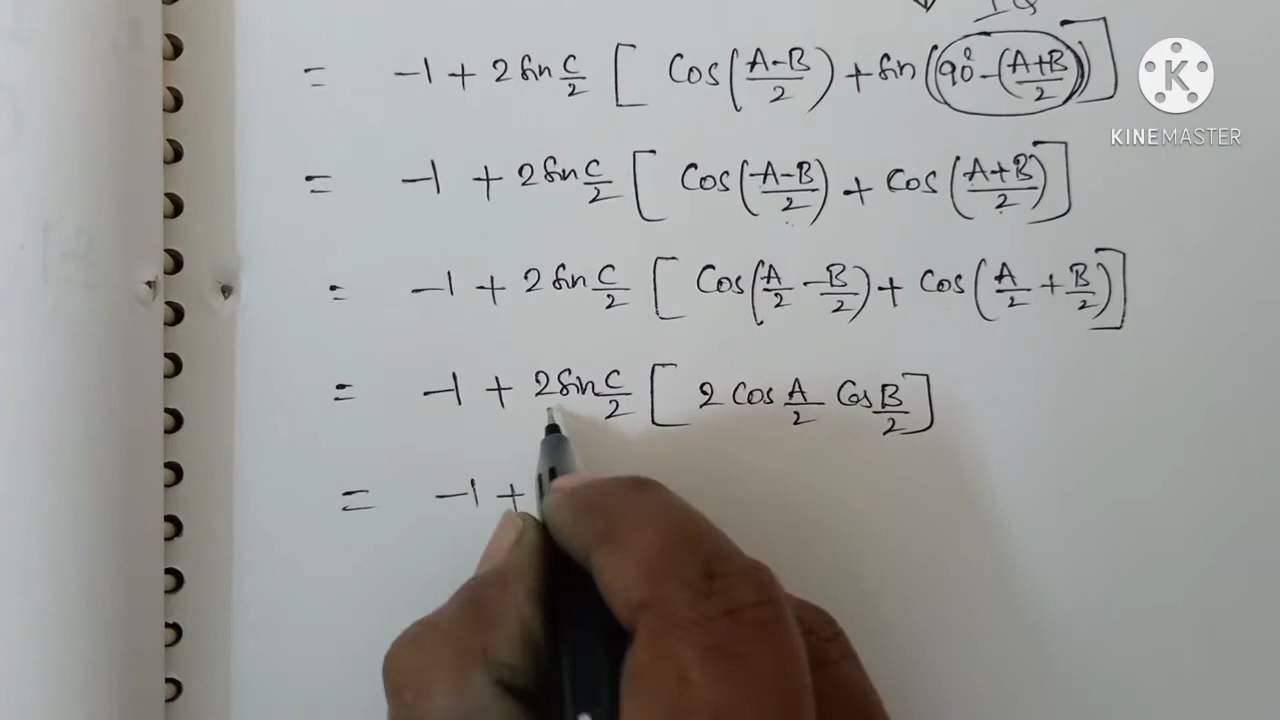 = -1 + 2 Sin C/2 [ Cos(A-B/2) + Sin(90° - (A+B/2)) ]
K
KINEMASTER
= -1 + 2 Sin C/2 [ Cos(A-B/2) + Cos(A+B/2) ]
= -1 + 2 Sin C/2 [ Cos(A/2 - B/2) + Cos(A/2 + B/2) ]
= -1 + 2 Sin C/2 [ 2 Cos A/2 Cos B/2 ]
= -1 +